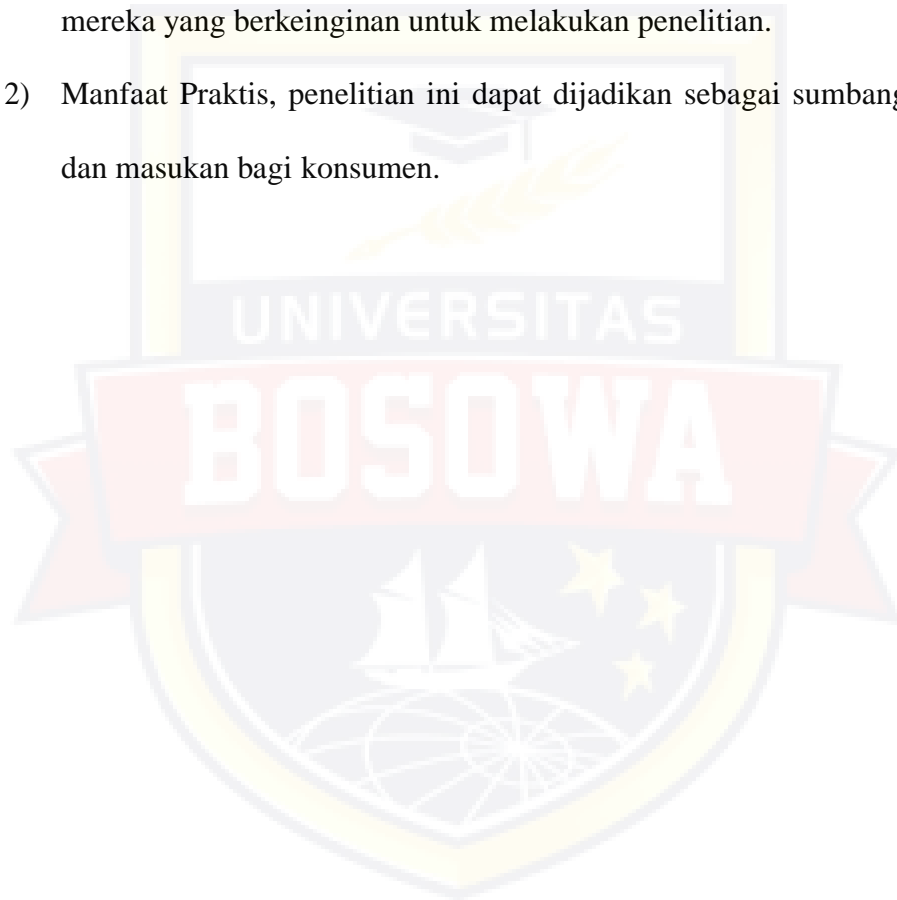 mereka yang berkeinginan untuk melakukan penelitian.
2) Manfaat Praktis, penelitian ini dapat dijadikan sebagai sumbang
dan masukan bagi konsumen.
UNIVERSITAS
BOSOWA